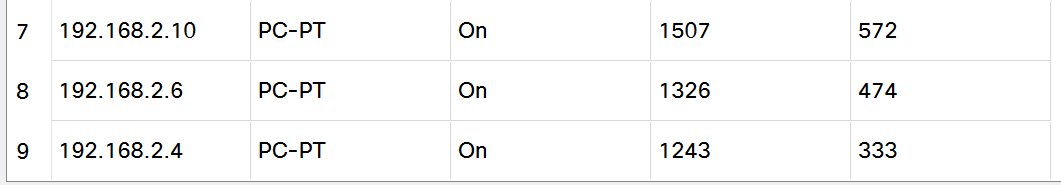 7 192.168.2.10 PC-PT On 1507 572
8 192.168.2.6 PC-PT On 1326 474
9 192.168.2.4 PC-PT On 1243 333